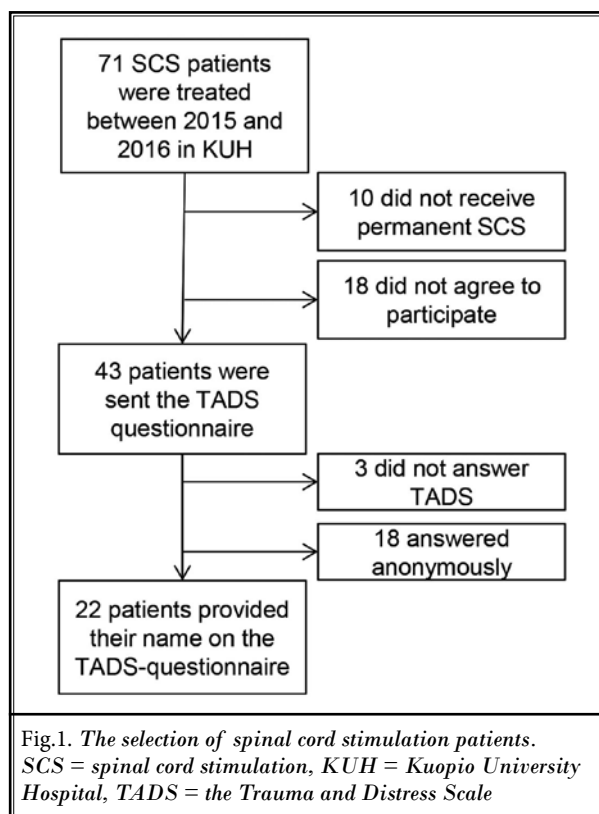 71 SCS patients
were treated
between 2015 and
2016 in KUH
10 did not receive
permanent SCS
18 did not agree to
participate
43 patients were
sent the TADS
questionnaire
3 did not answer
TADS
18 answered
anonymously
22 patients provided
their name on the
TADS-questionnaire
Fig.1. The selection of spinal cord stimulation patients.
SCS = spinal cord stimulation, KUH = Kuopio University
Hospital, TADS = the Trauma and Distress Scale